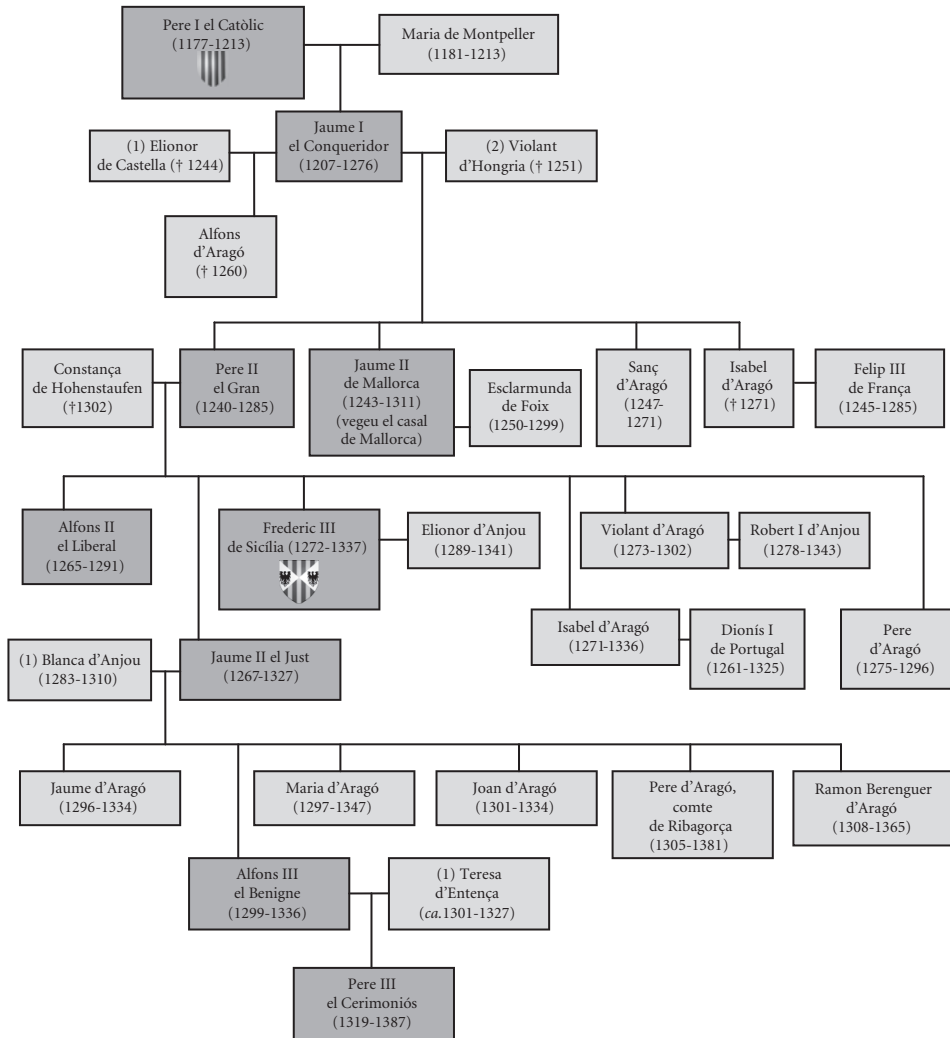 Pere I el Catòlic
(1177-1213)
Maria de Montpeller
(1181-1213)
(1) Elionor
de Castella († 1244)
Jaume I
el Conqueridor
(1207-1276)
(2) Violant
d’Hongria († 1251)
Alfons
d’Aragó
(† 1260)
Constança
de Hohenstaufen
(†1302)
Pere II
el Gran
(1240-1285)
Jaume II
de Mallorca
(1243-1311)
(vegeu el casal
de Mallorca)
Esclarmunda
de Foix
(1250-1299)
Sanç
d’Aragó
(1247-
1271)
Isabel
d’Aragó
(† 1271)
Felip III
de França
(1245-1285)
Alfons II
el Liberal
(1265-1291)
Frederic III
de Sicília (1272-1337)
Elionor d’Anjou
(1289-1341)
Violant d’Aragó
(1273-1302)
Robert I d’Anjou
(1278-1343)
Isabel d’Aragó
(1271-1336)
Dionís I
de Portugal
(1261-1325)
Pere
d’Aragó
(1275-1296)
(1) Blanca d’Anjou
(1283-1310)
Jaume II el Just
(1267-1327)
Jaume d’Aragó
(1296-1334)
Maria d’Aragó
(1297-1347)
Joan d’Aragó
(1301-1334)
Pere d’Aragó,
comte
de Ribagorça
(1305-1381)
Ramon Berenguer
d’Aragó
(1308-1365)
Alfons III
el Benigne
(1299-1336)
(1) Teresa
d’Entença
(ca.1301-1327)
Pere III
el Cerimoniós
(1319-1387)